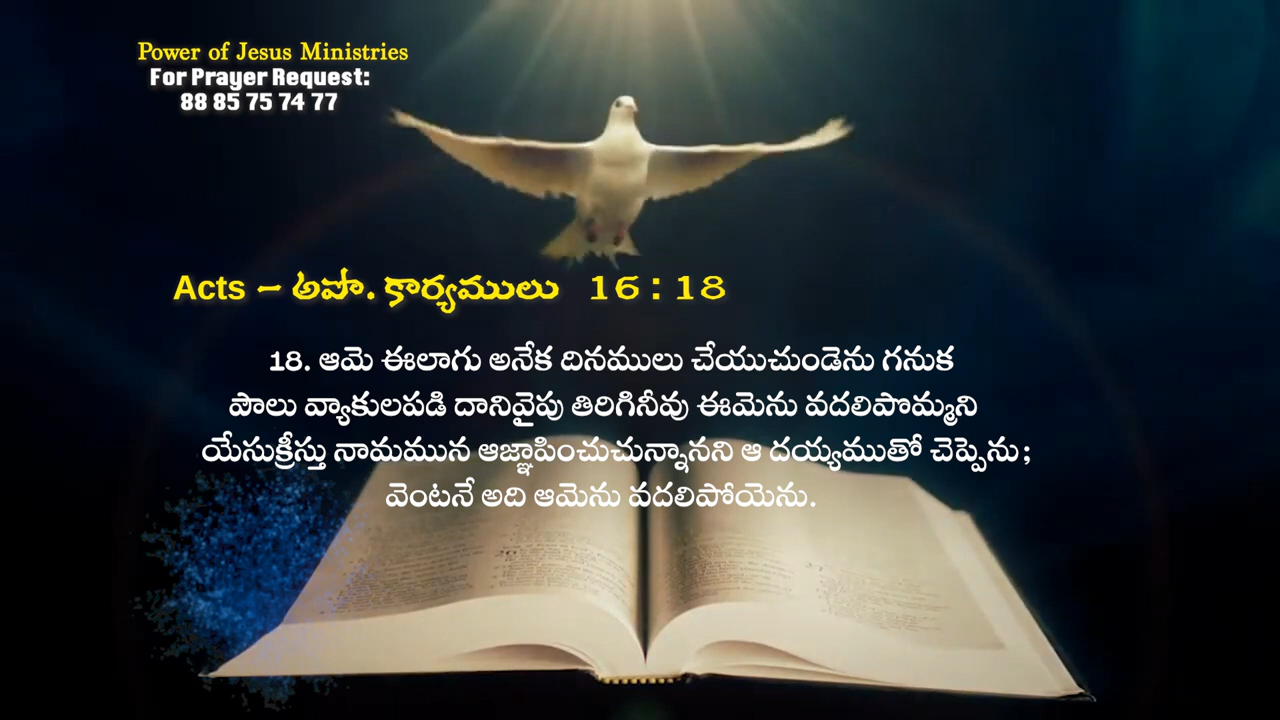 Power of Jesus Ministries
For Prayer Request:
88 85 75 74 77
Acts – అపో. కార్యములు 16 : 18
18. ఆమె ఈలాగు అనేక దినములు చేయుచుండెను గనుక
పౌలు వ్యాకులపడి దానివైపు తిరిగినీవు ఈమెను వదలిపొమ్మని
యేసుక్రీస్తు నామమున ఆజ్ఞాపించుచున్నానని ఆ దయ్యముతో చెప్పెను;
వెంటనే అది ఆమెను వదలిపోయెను.